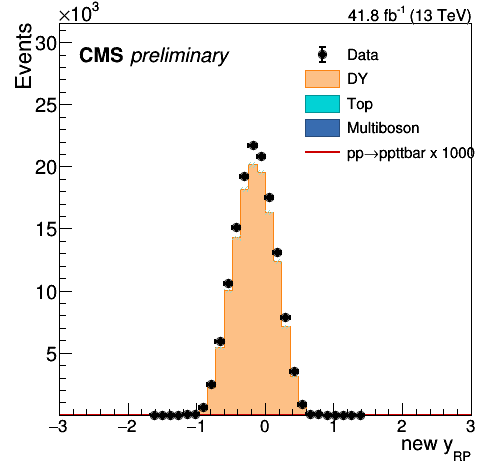 ×10³
41.8 fb⁻¹ (13 TeV)
Events
CMS preliminary
Data
DY
Top
Multiboson
pp→ppttbar x 1000
30
25
20
15
10
5
−3 −2 −1 0 1 2 3
new y_RP